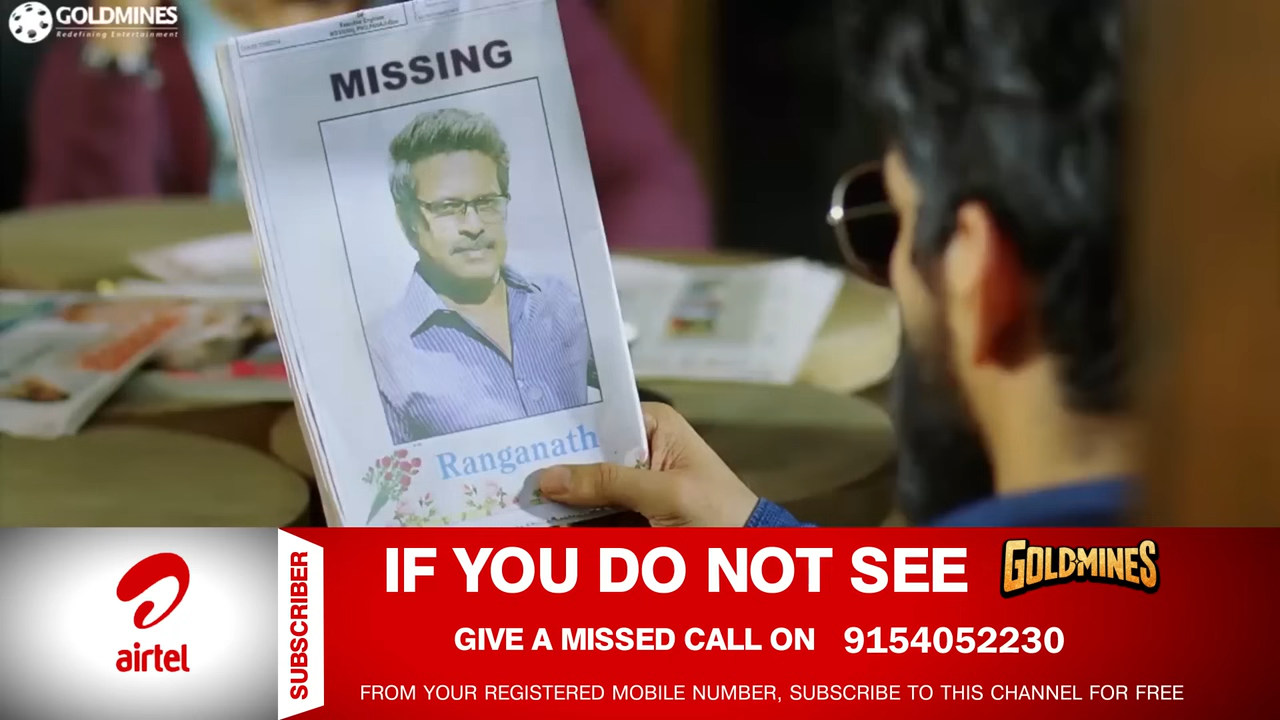 GOLDMINES
Redefining Entertainment
MISSING
Ranganath
airtel
SUBSCRIBER
IF YOU DO NOT SEE GOLDMINES
GIVE A MISSED CALL ON 9154052230
FROM YOUR REGISTERED MOBILE NUMBER, SUBSCRIBE TO THIS CHANNEL FOR FREE